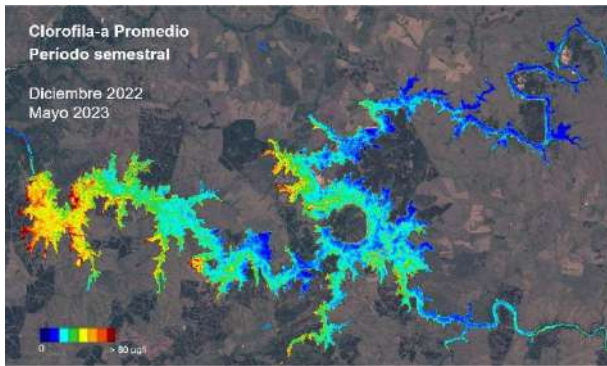 Clorofila-a Promedio
Período semestral
Diciembre 2022
Mayo 2023
0
> 80 ug/l